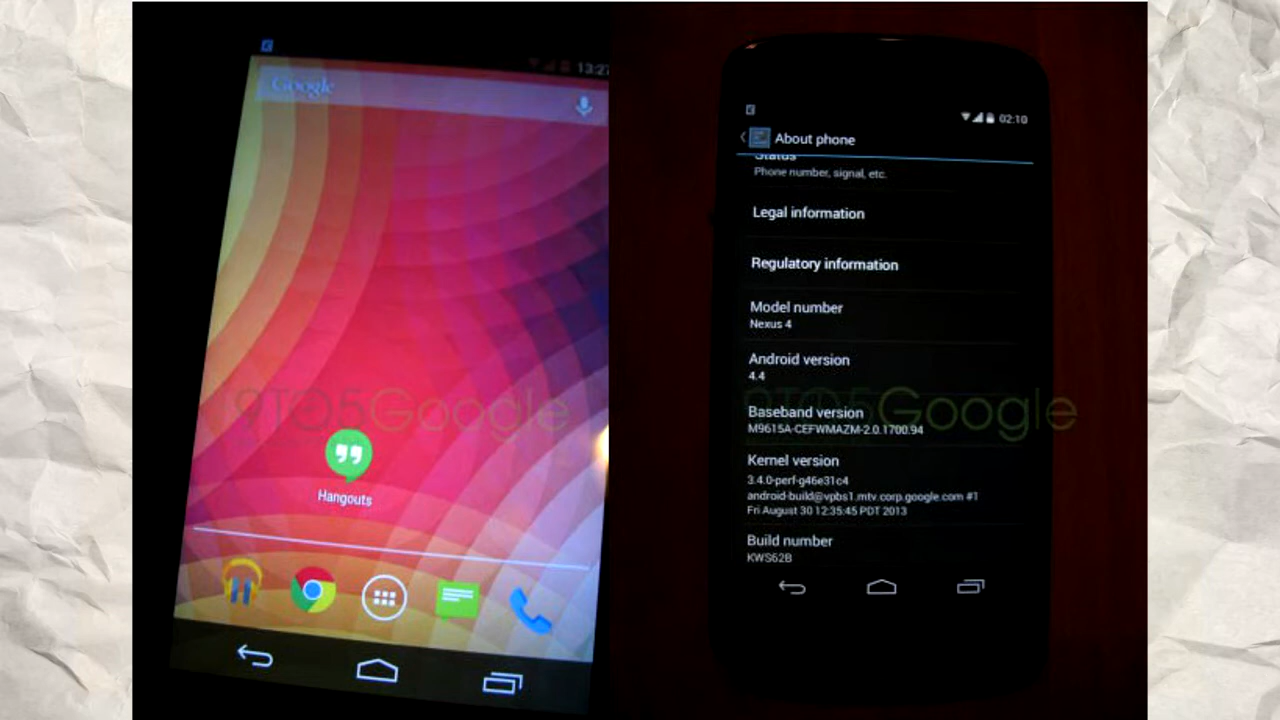 13:27
Google
9TO5Google
Hangouts
02:10
About phone
Status
Phone number, signal, etc.
Legal information
Regulatory information
Model number
Nexus 4
Android version
4.4
9TO5Google
Baseband version
M9615A-CEFWMAZM-2.0.1700.94
Kernel version
3.4.0-perf-g46e31c4
android-build@vpbs1.mtv.corp.google.com #1
Fri August 30 12:35:45 PDT 2013
Build number
KWS62B